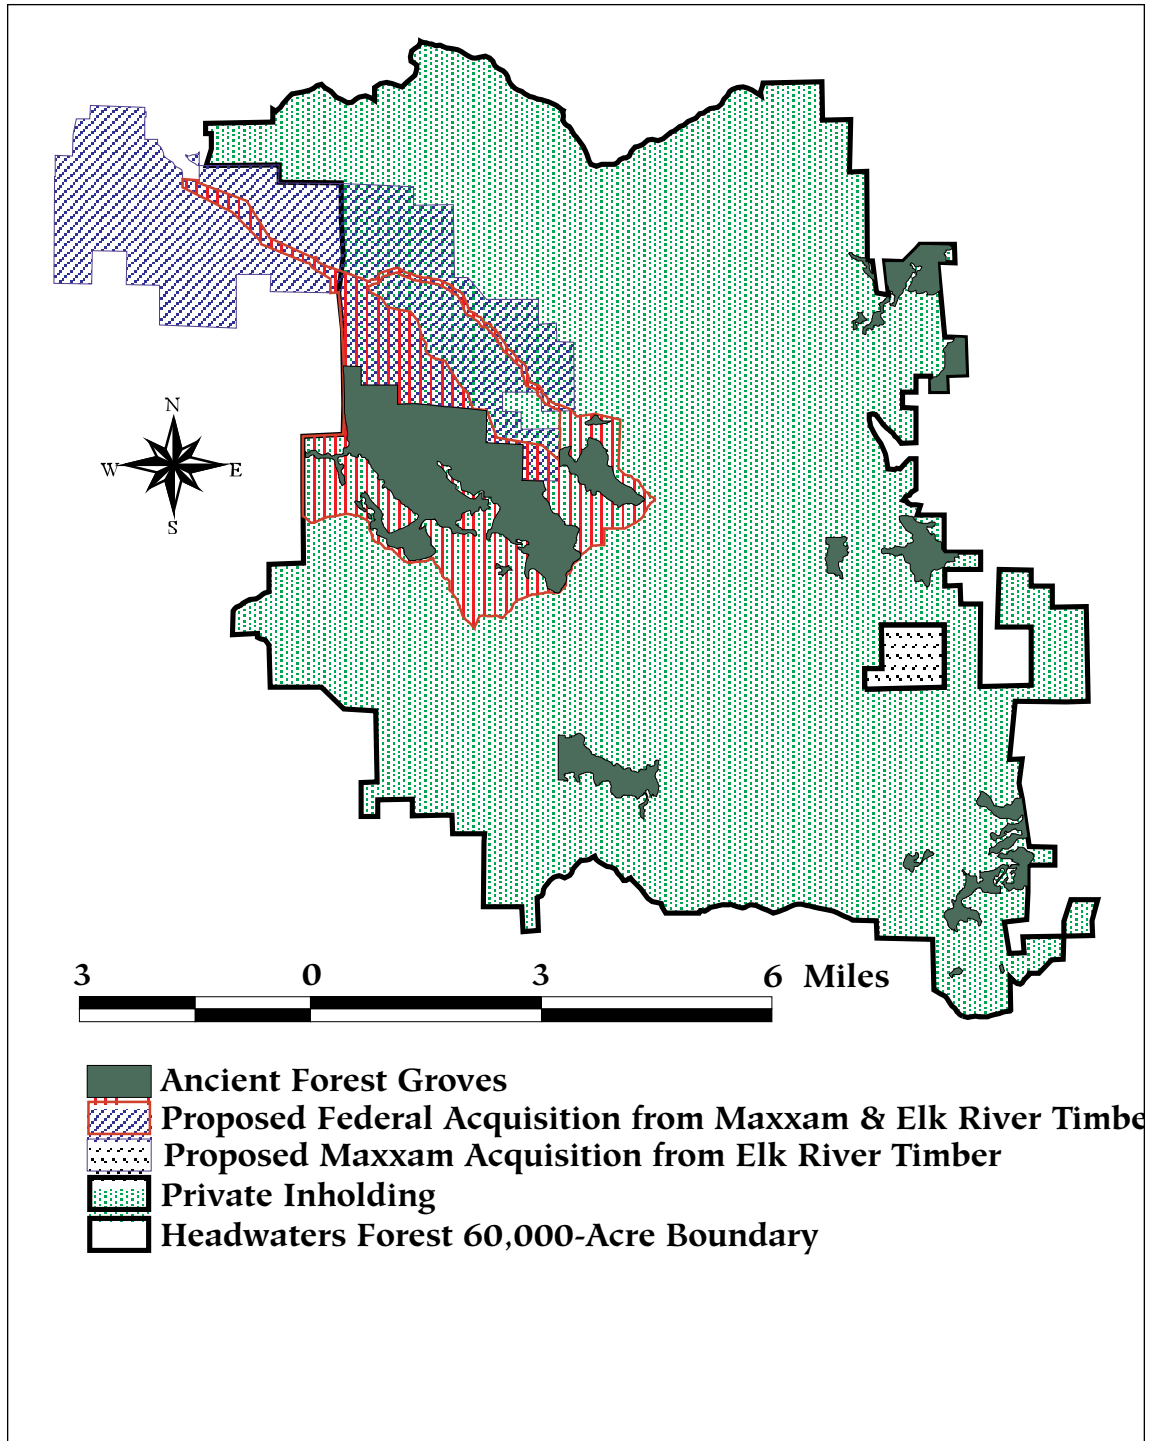 N
W E
S
3 0 3 6 Miles
Ancient Forest Groves
Proposed Federal Acquisition from Maxxam & Elk River Timbe
Proposed Maxxam Acquisition from Elk River Timber
Private Inholding
Headwaters Forest 60,000-Acre Boundary